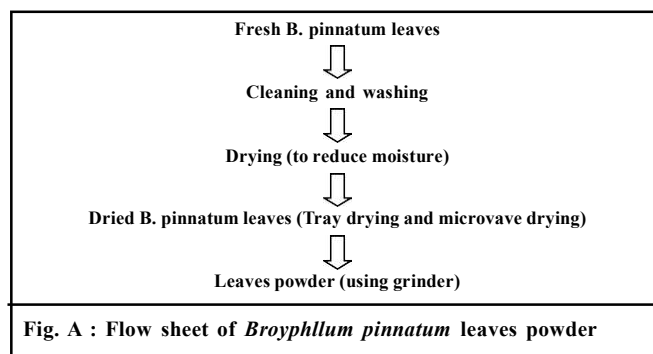 Fresh B. pinnatum leaves
Cleaning and washing
Drying (to reduce moisture)
Dried B. pinnatum leaves (Tray drying and microvave drying)
Leaves powder (using grinder)
Fig. A : Flow sheet of Broyphllum pinnatum leaves powder